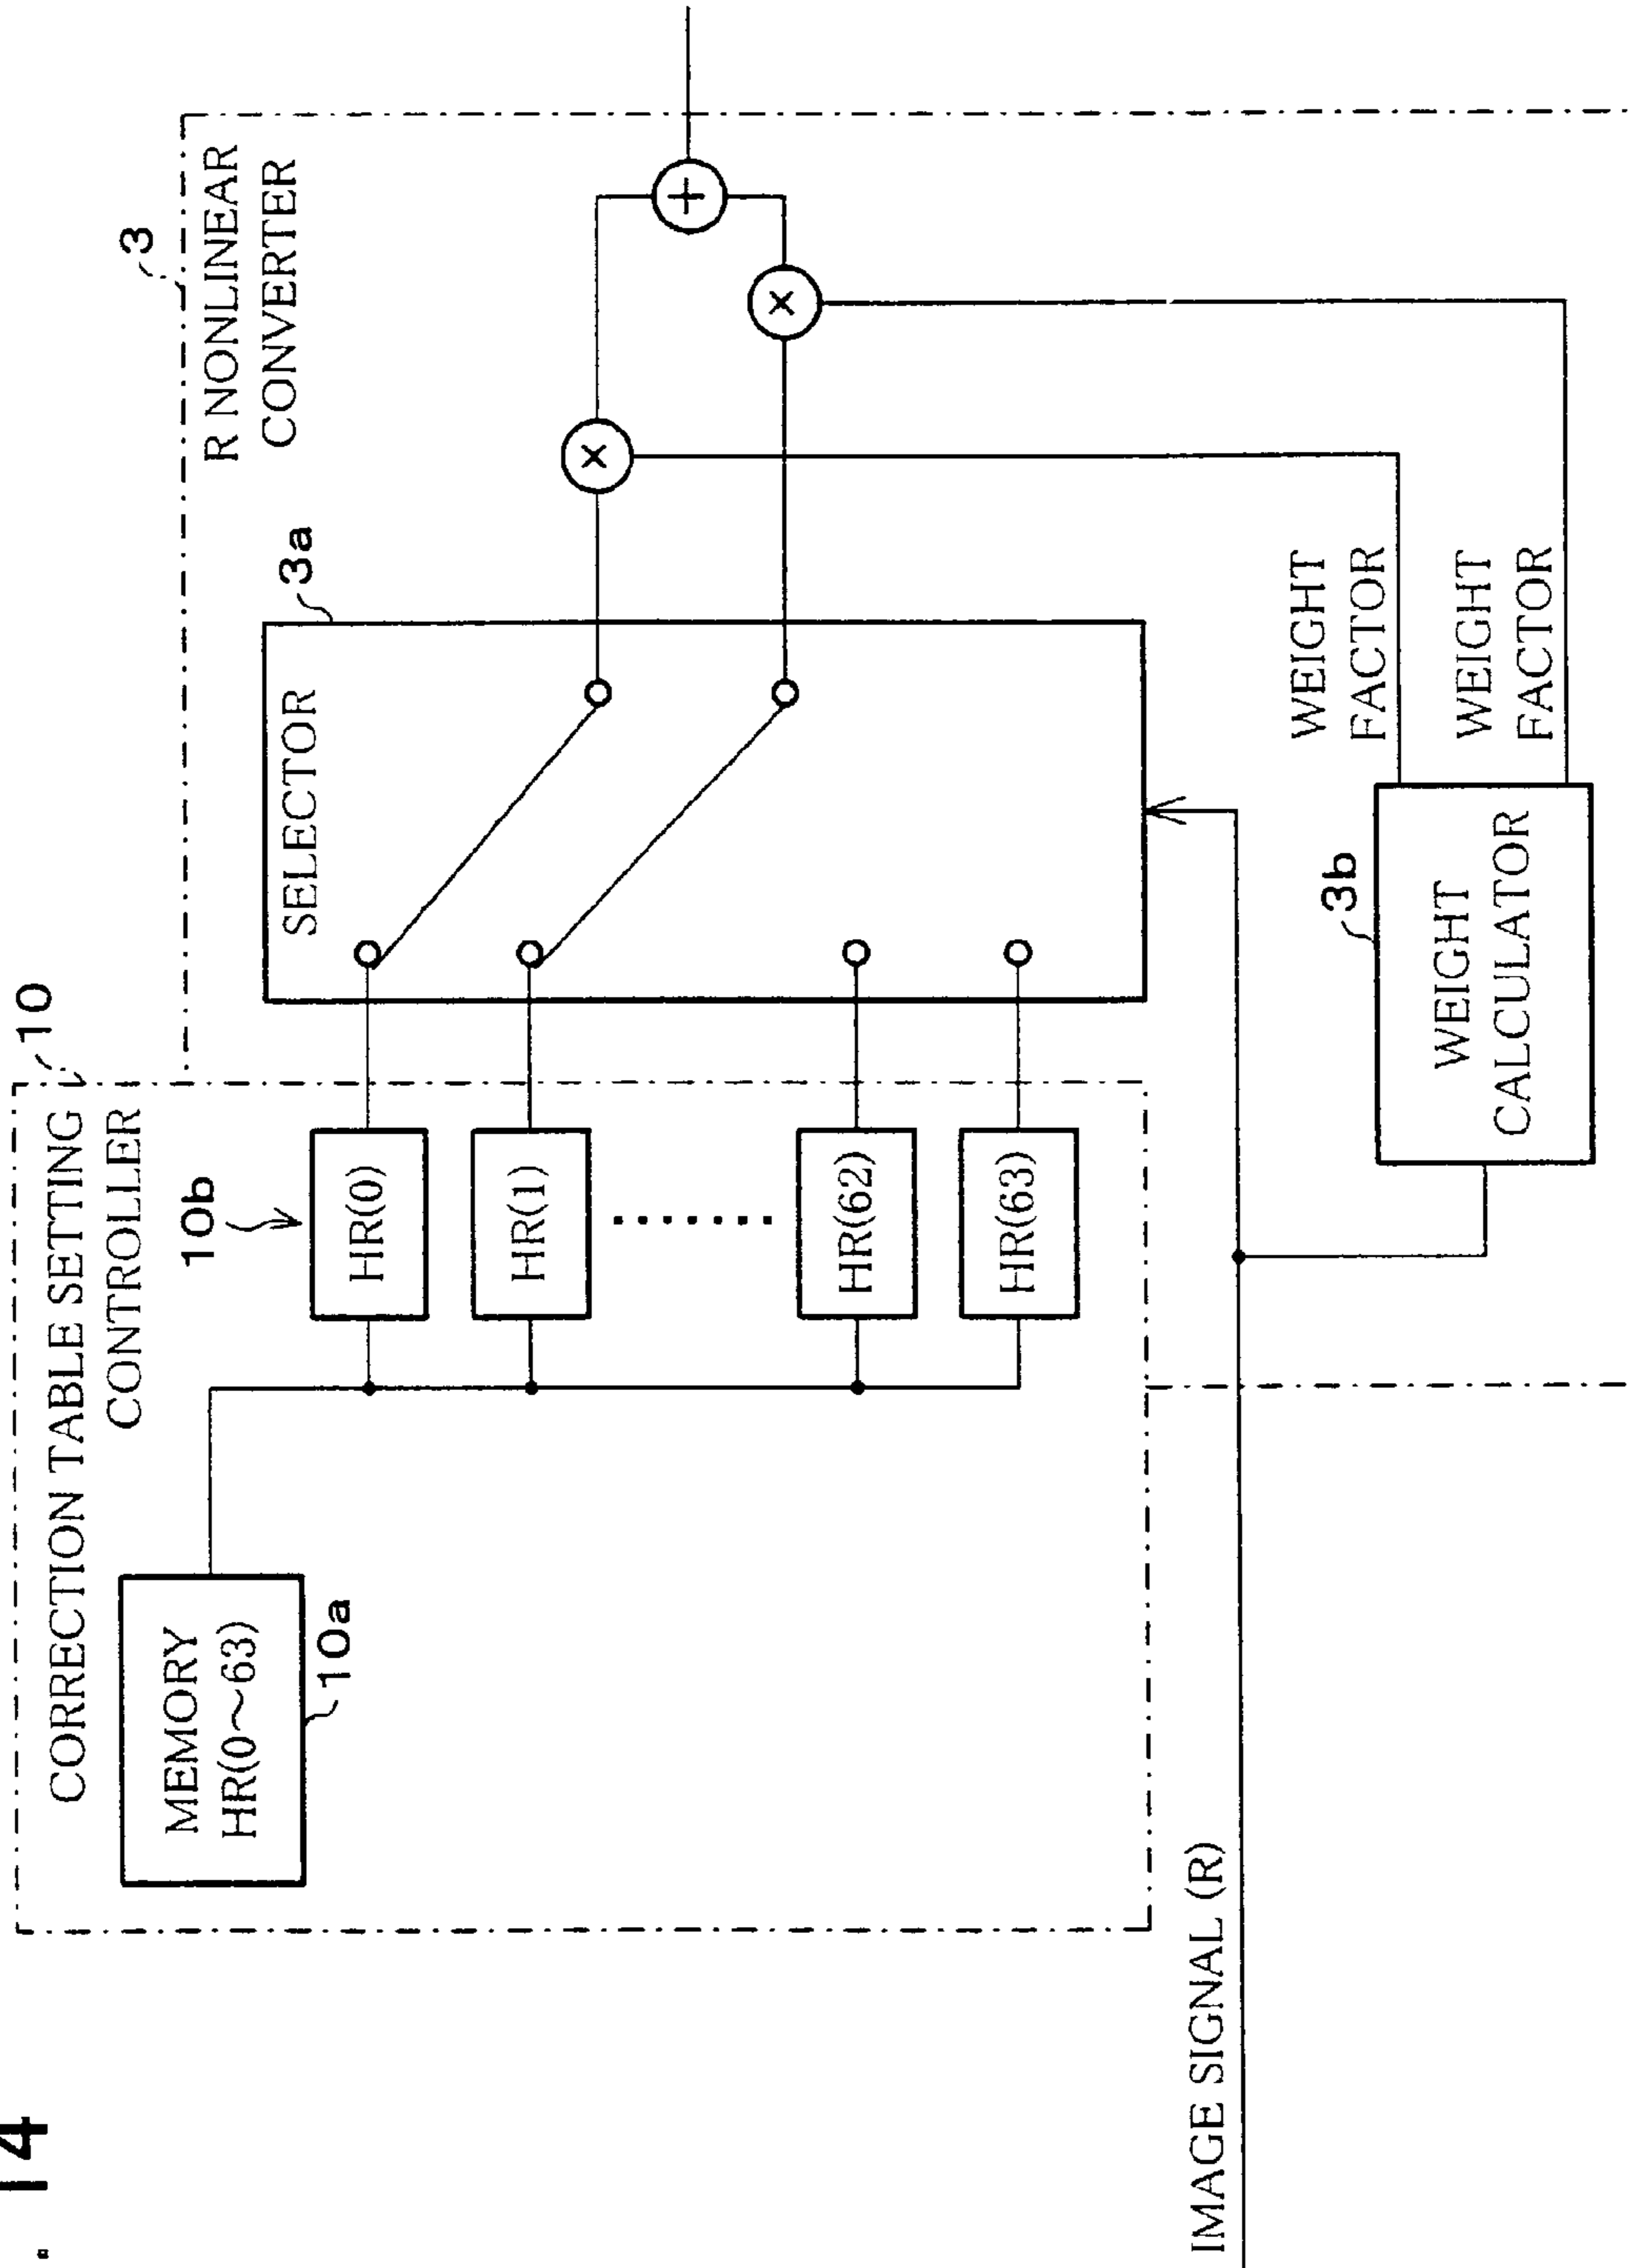 . 14
CORRECTION TABLE SETTING
CONTROLLER
10
MEMORY
HR(0~63)
10a
10b
HR(0)
HR(1)
HR(62)
HR(63)
3
R NONLINEAR
CONVERTER
SELECTOR
3a
×
×
+
WEIGHT
FACTOR
WEIGHT
FACTOR
3b
WEIGHT
CALCULATOR
IMAGE SIGNAL (R)